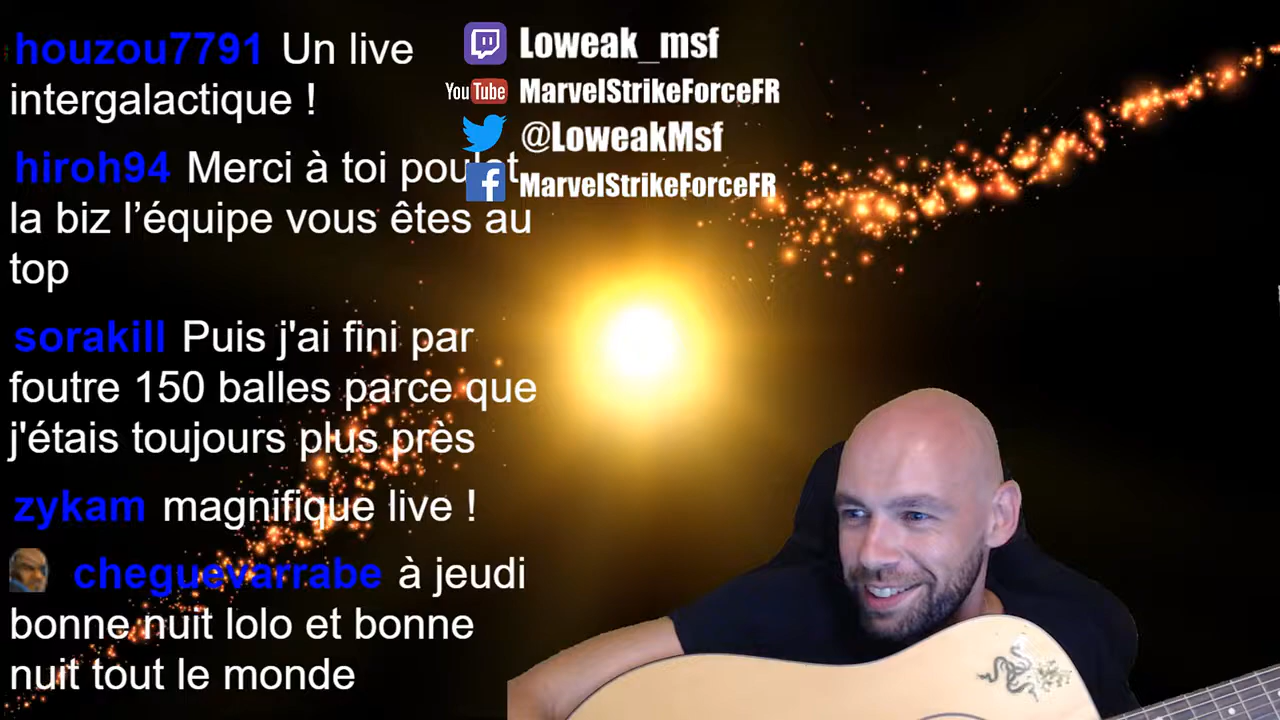 houzou7791 Un live
intergalactique !
hiroh94 Merci à toi poulet
la biz l’équipe vous êtes au
top
sorakill Puis j'ai fini par
foutre 150 balles parce que
j'étais toujours plus près
zykam magnifique live !
cheguevarrabe à jeudi
bonne nuit lolo et bonne
nuit tout le monde
Loweak_msf
YouTube MarvelStrikeForceFR
@LoweakMsf
f MarvelStrikeForceFR